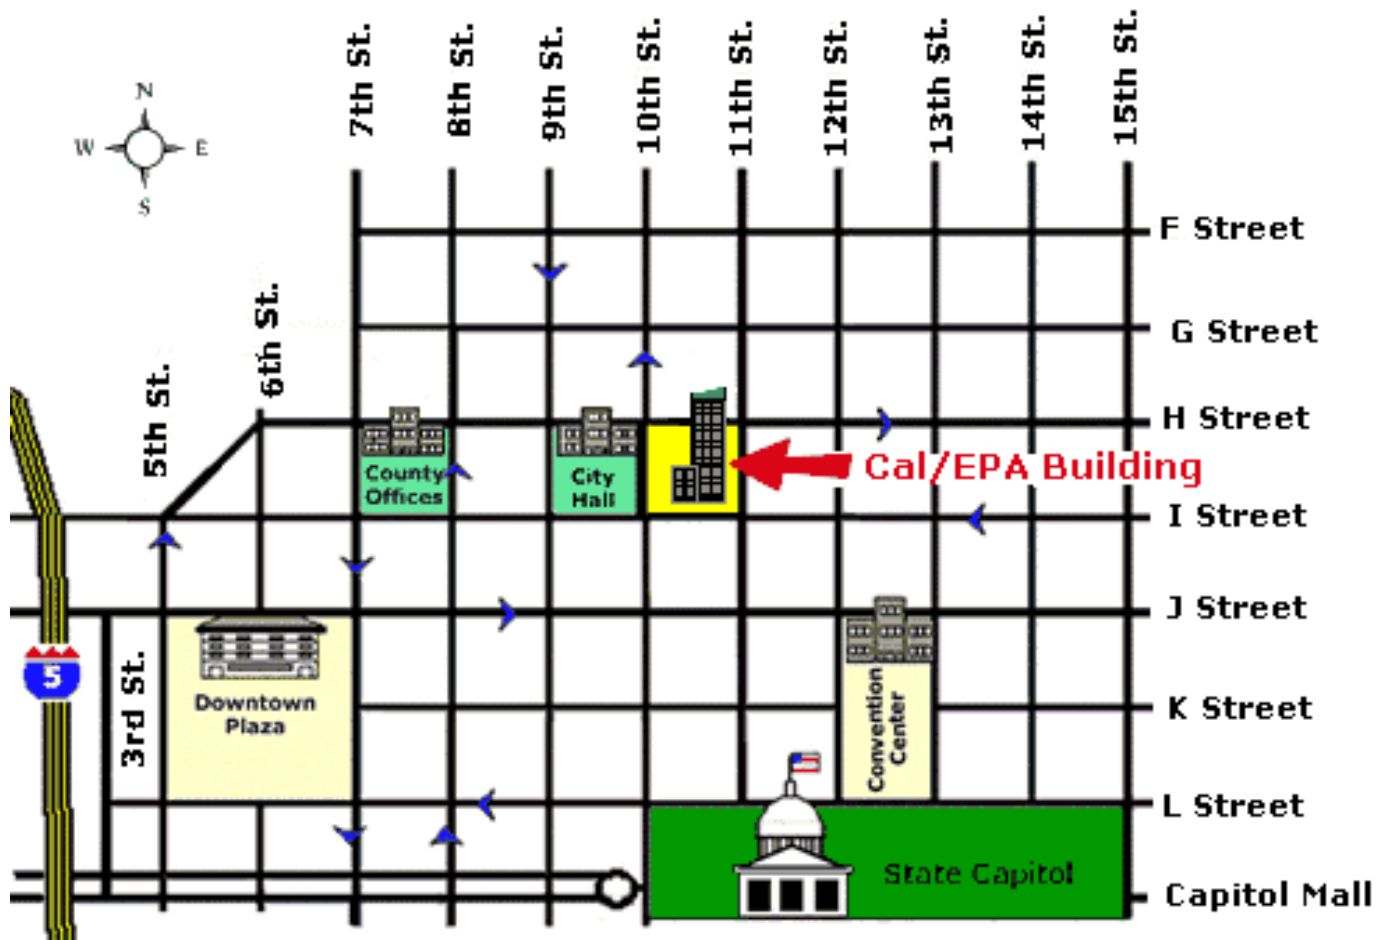 7th St.
8th St.
9th St.
10th St.
11th St.
12th St.
13th St.
14th St.
15th St.
N
W
E
S
F Street
6th St.
G Street
5th St.
H Street
County
Offices
City
Hall
Cal/EPA Building
I Street
J Street
5
3rd St.
Downtown
Plaza
Convention
Center
K Street
L Street
State Capitol
Capitol Mall